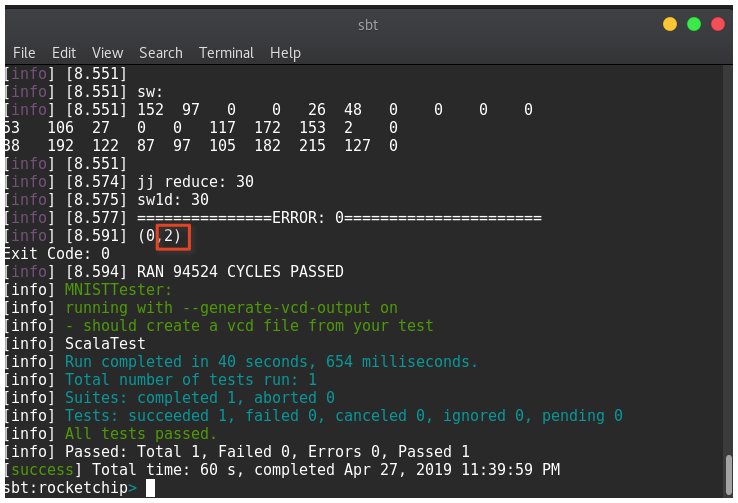 sbt
File Edit View Search Terminal Help
[info] [8.551]
[info] [8.551] sw:
[info] [8.551] 152 97 0 0 26 48 0 0 0 0
53 106 27 0 0 117 172 153 2 0
38 192 122 87 97 105 182 215 127 0
[info] [8.551]
[info] [8.574] jj reduce: 30
[info] [8.575] sw1d: 30
[info] [8.577] ===============ERROR: 0======================
[info] [8.591] (0,2)
Exit Code: 0
[info] [8.594] RAN 94524 CYCLES PASSED
[info] MNISTTester:
[info] running with --generate-vcd-output on
[info] - should create a vcd file from your test
[info] ScalaTest
[info] Run completed in 40 seconds, 654 milliseconds.
[info] Total number of tests run: 1
[info] Suites: completed 1, aborted 0
[info] Tests: succeeded 1, failed 0, canceled 0, ignored 0, pending 0
[info] All tests passed.
[info] Passed: Total 1, Failed 0, Errors 0, Passed 1
[success] Total time: 60 s, completed Apr 27, 2019 11:39:59 PM
sbt:rocketchip>